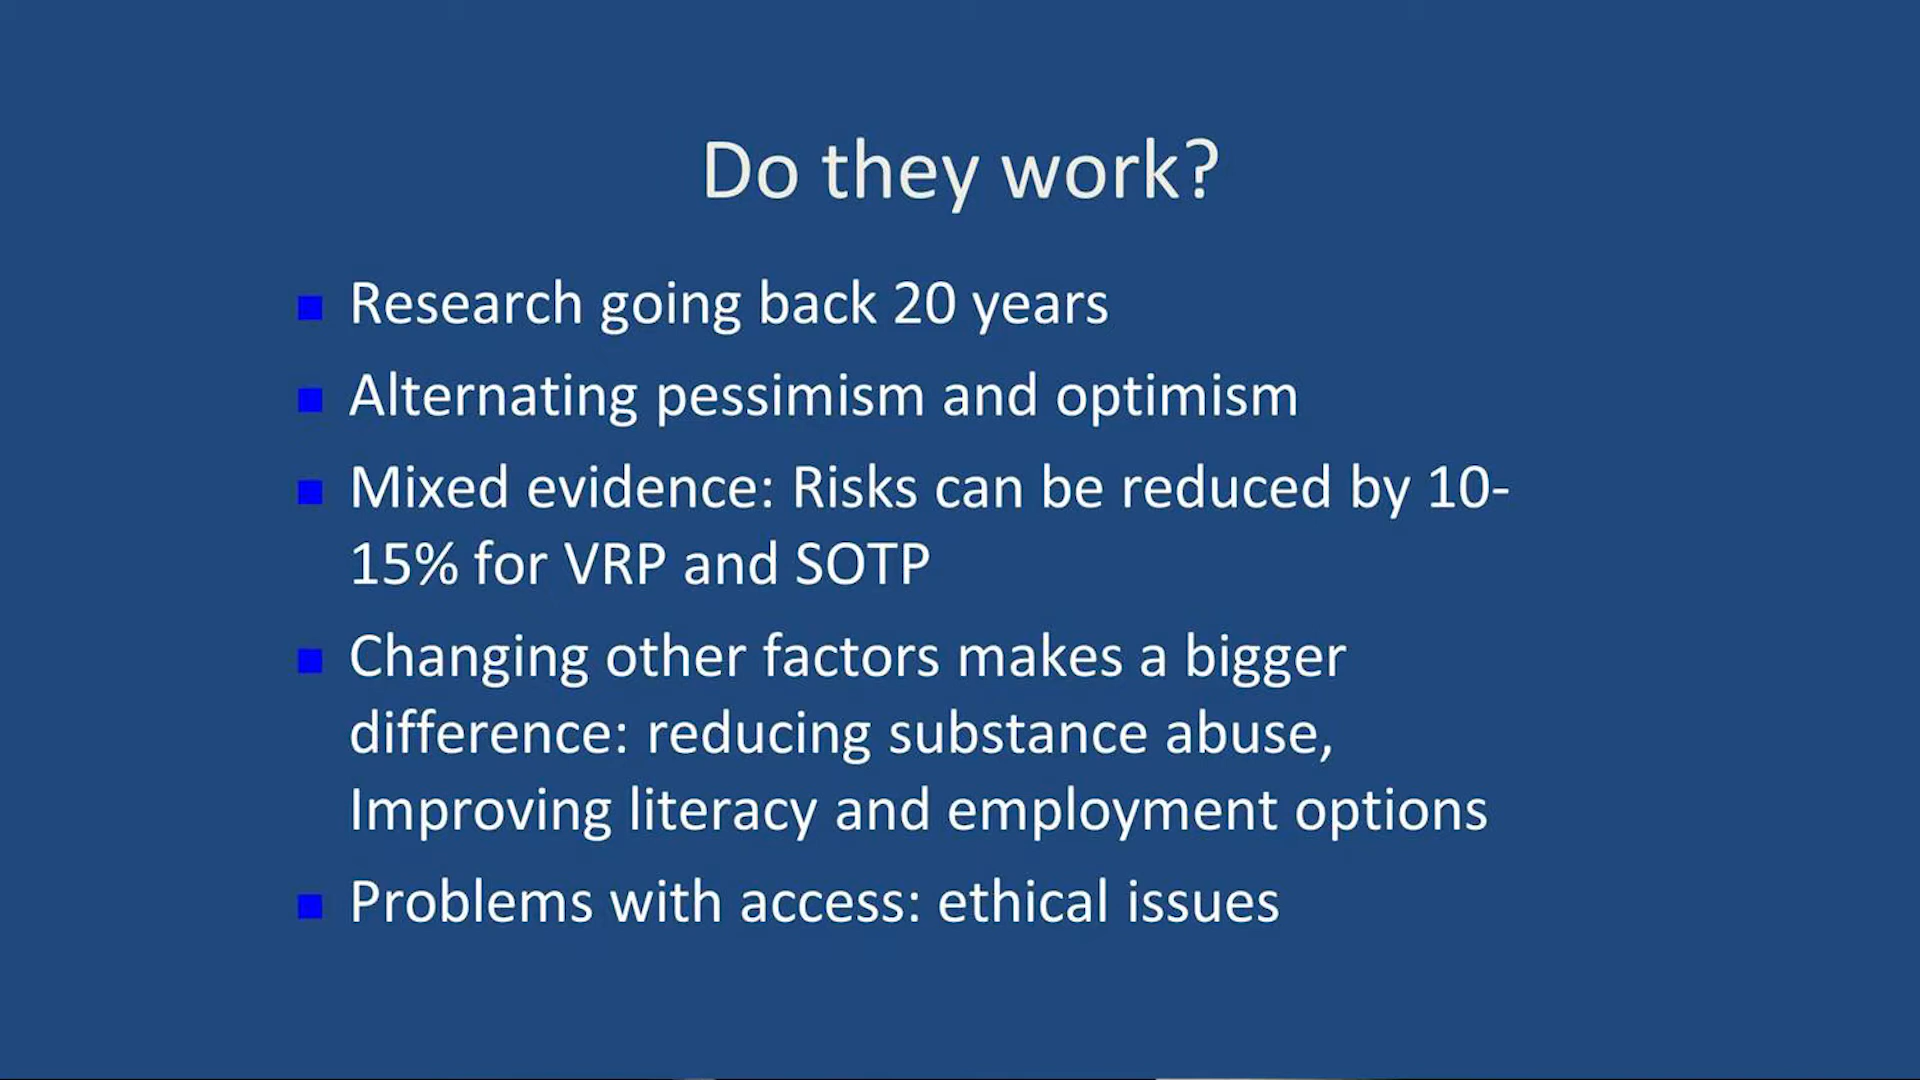 Do they work?
Research going back 20 years
Alternating pessimism and optimism
Mixed evidence: Risks can be reduced by 10-
15% for VRP and SOTP
Changing other factors makes a bigger
difference: reducing substance abuse,
Improving literacy and employment options
Problems with access: ethical issues